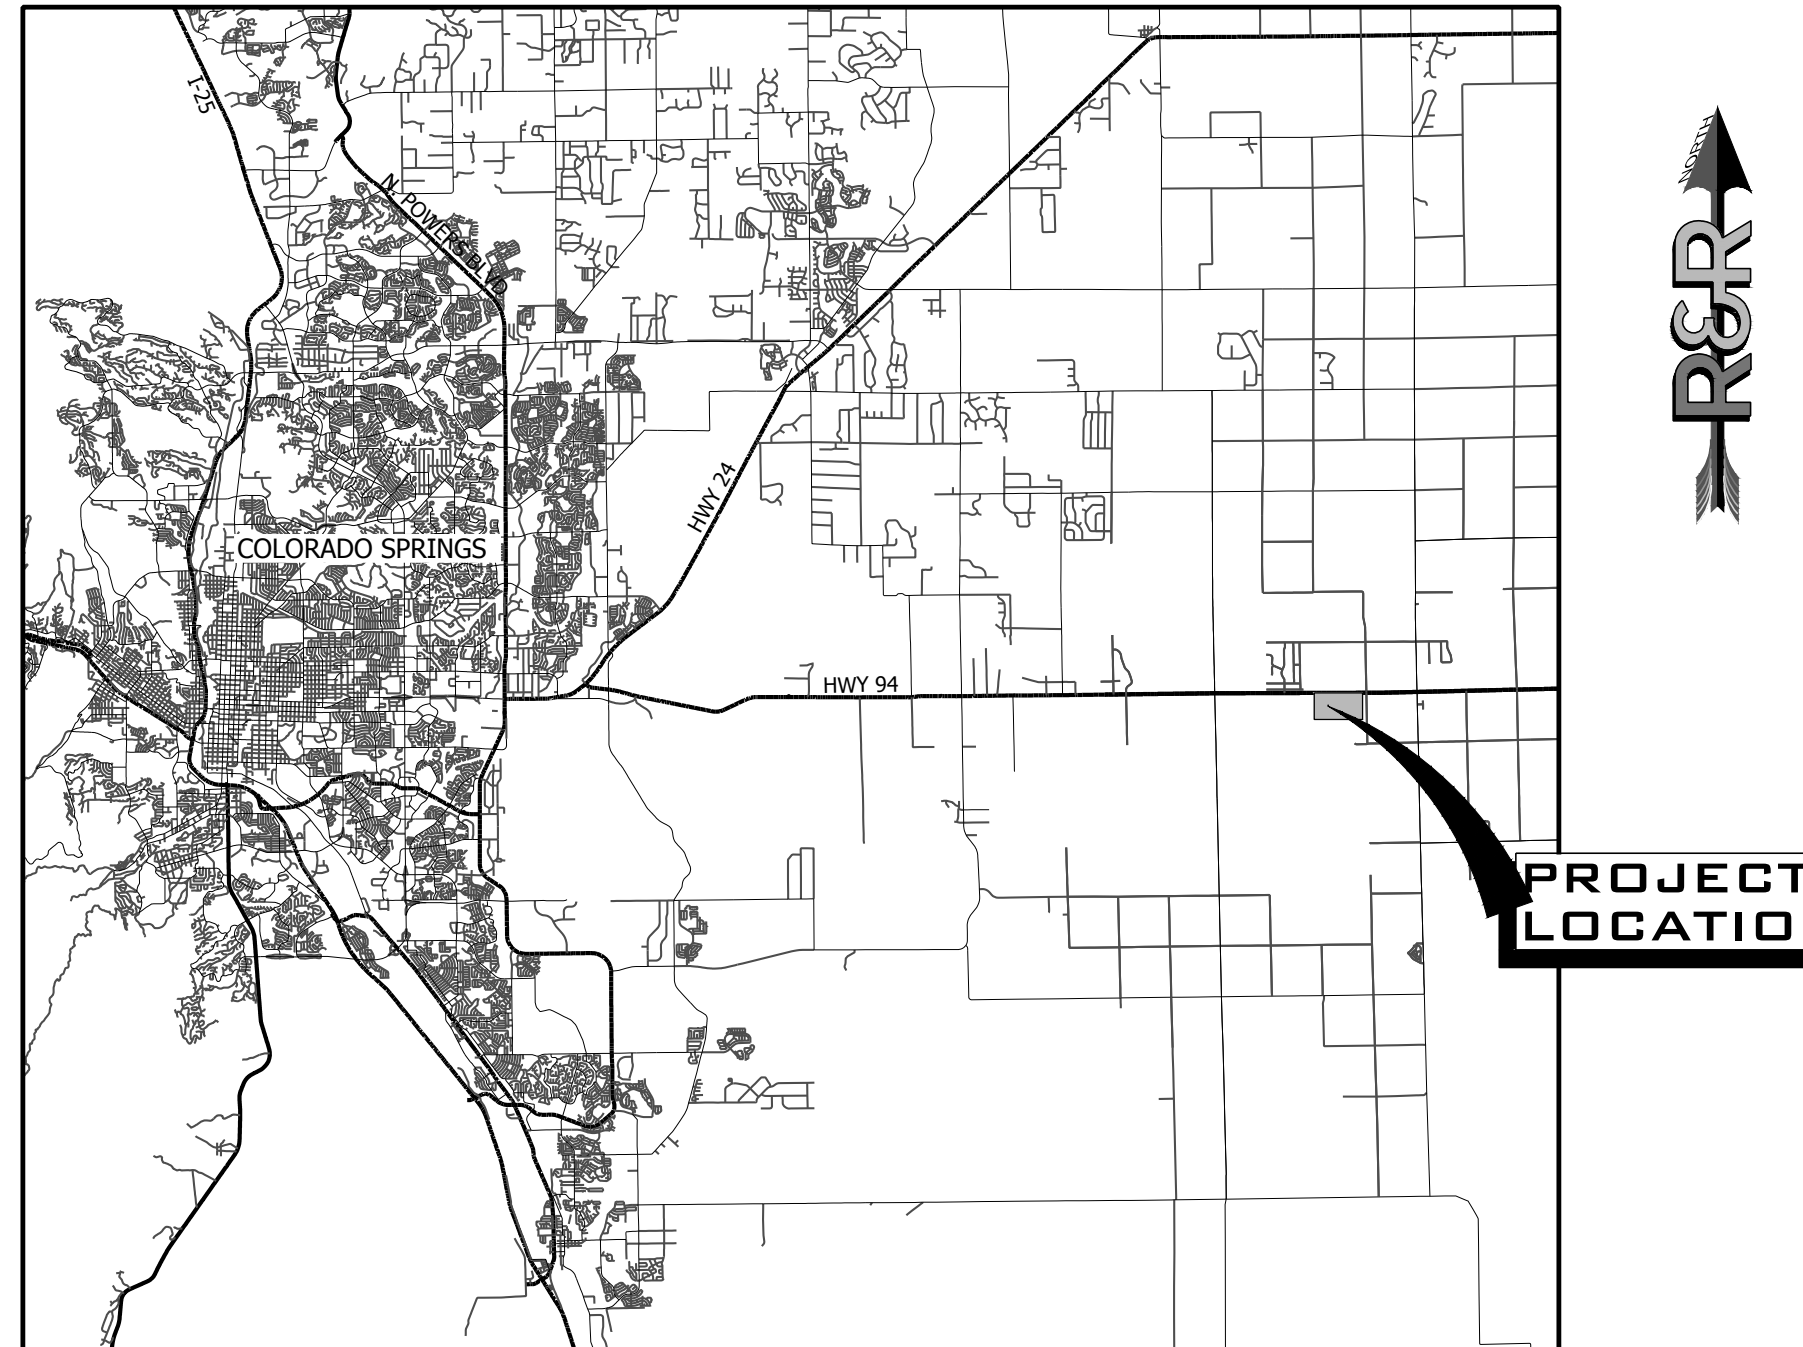 I-25
N. POWERS BLVD
NORTH
R&R
HWY 24
COLORADO SPRINGS
HWY 94
PROJECT
LOCATIO